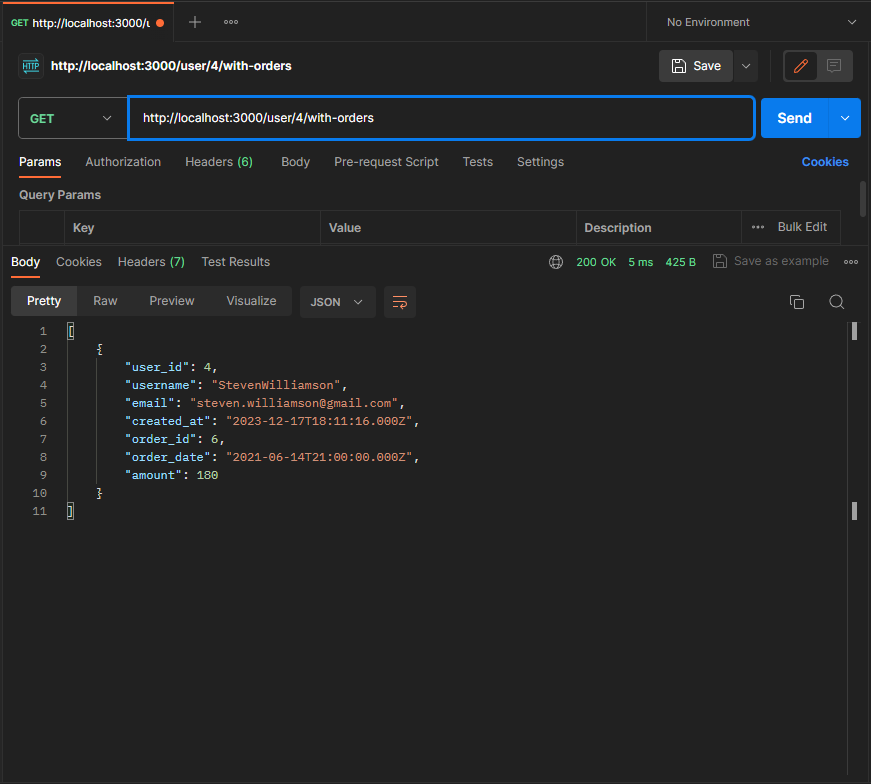 GET http://localhost:3000/u
No Environment
HTTP http://localhost:3000/user/4/with-orders
Save
GET http://localhost:3000/user/4/with-orders Send
Params Authorization Headers (6) Body Pre-request Script Tests Settings Cookies
Query Params
Key Value Description ••• Bulk Edit
Body Cookies Headers (7) Test Results 200 OK 5 ms 425 B Save as example
Pretty Raw Preview Visualize JSON
1 [
2 {
3 "user_id": 4,
4 "username": "StevenWilliamson",
5 "email": "steven.williamson@gmail.com",
6 "created_at": "2023-12-17T18:11:16.000Z",
7 "order_id": 6,
8 "order_date": "2021-06-14T21:00:00.000Z",
9 "amount": 180
10 }
11 ]